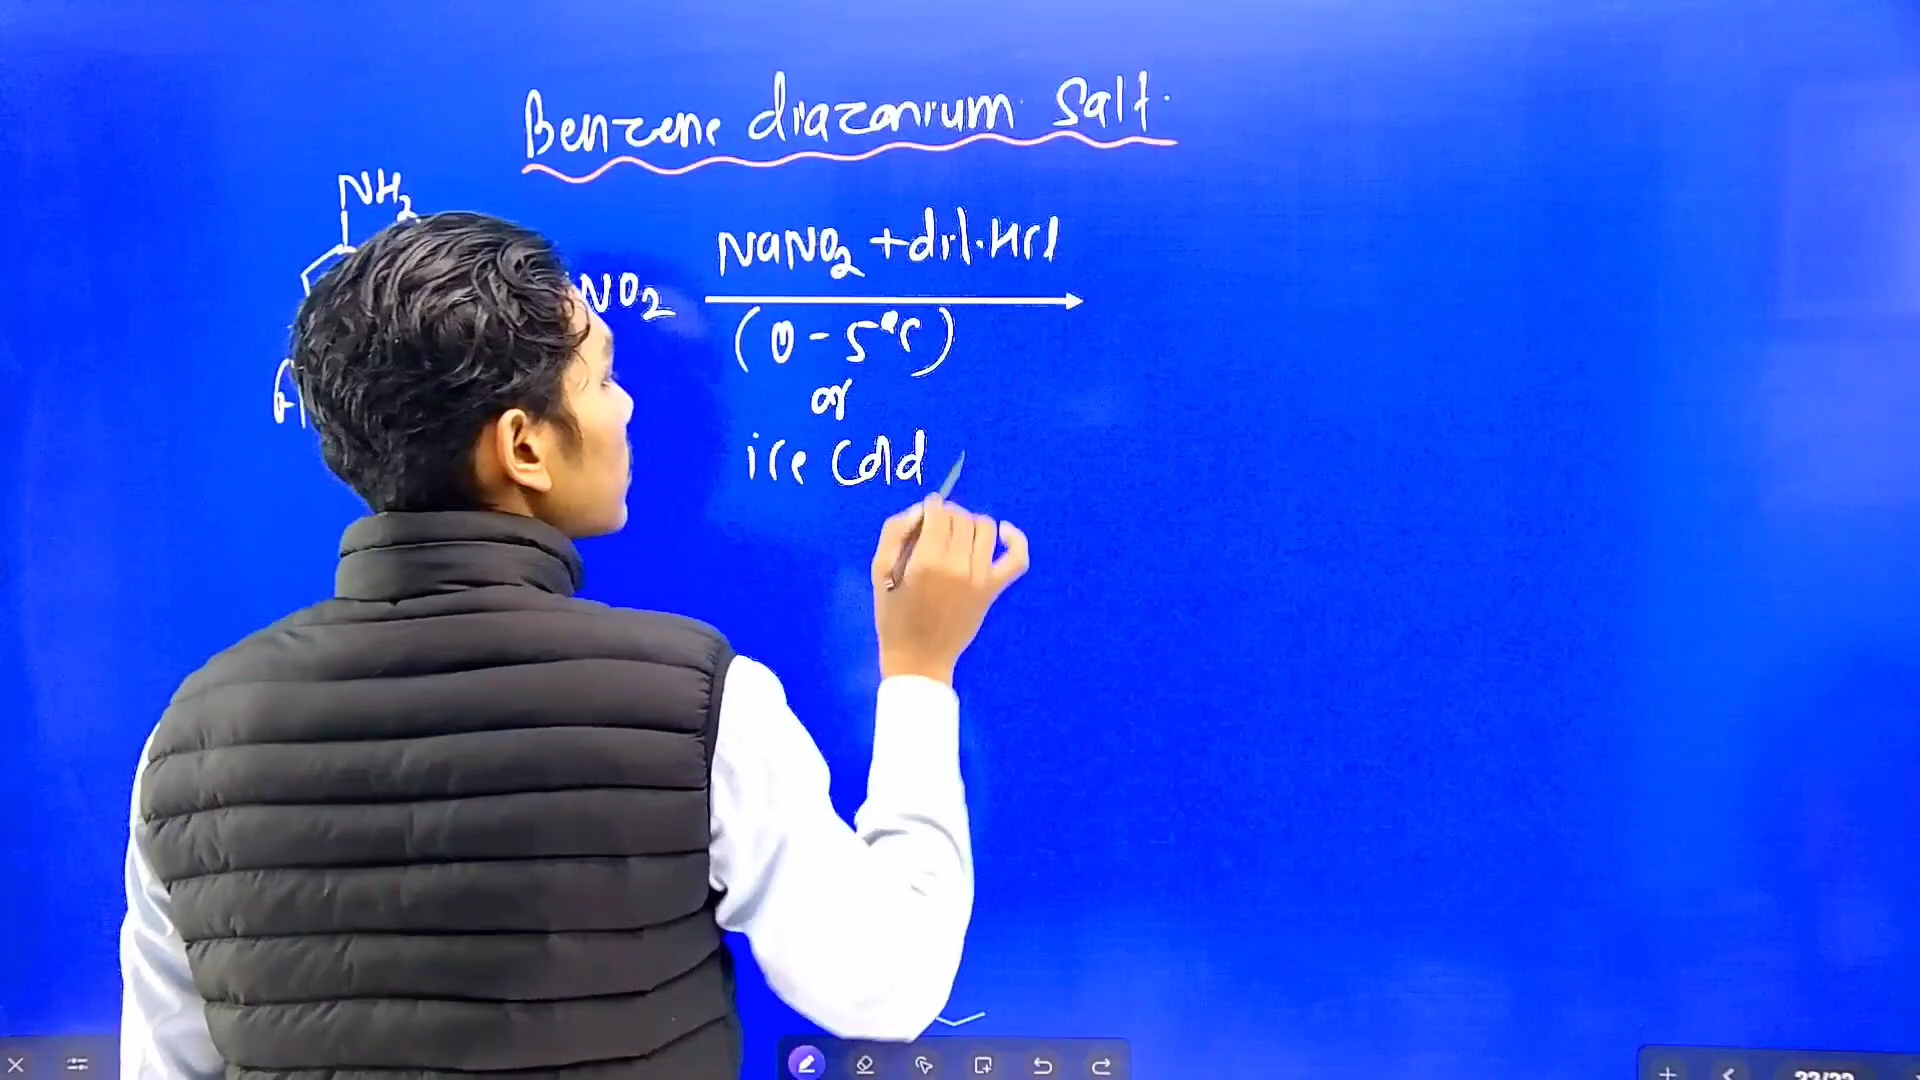 Benzene diazonium Salt.
NH2
NaNO2 + dil. HCl
NO2
(0 - 5°C)
or
ice Cold